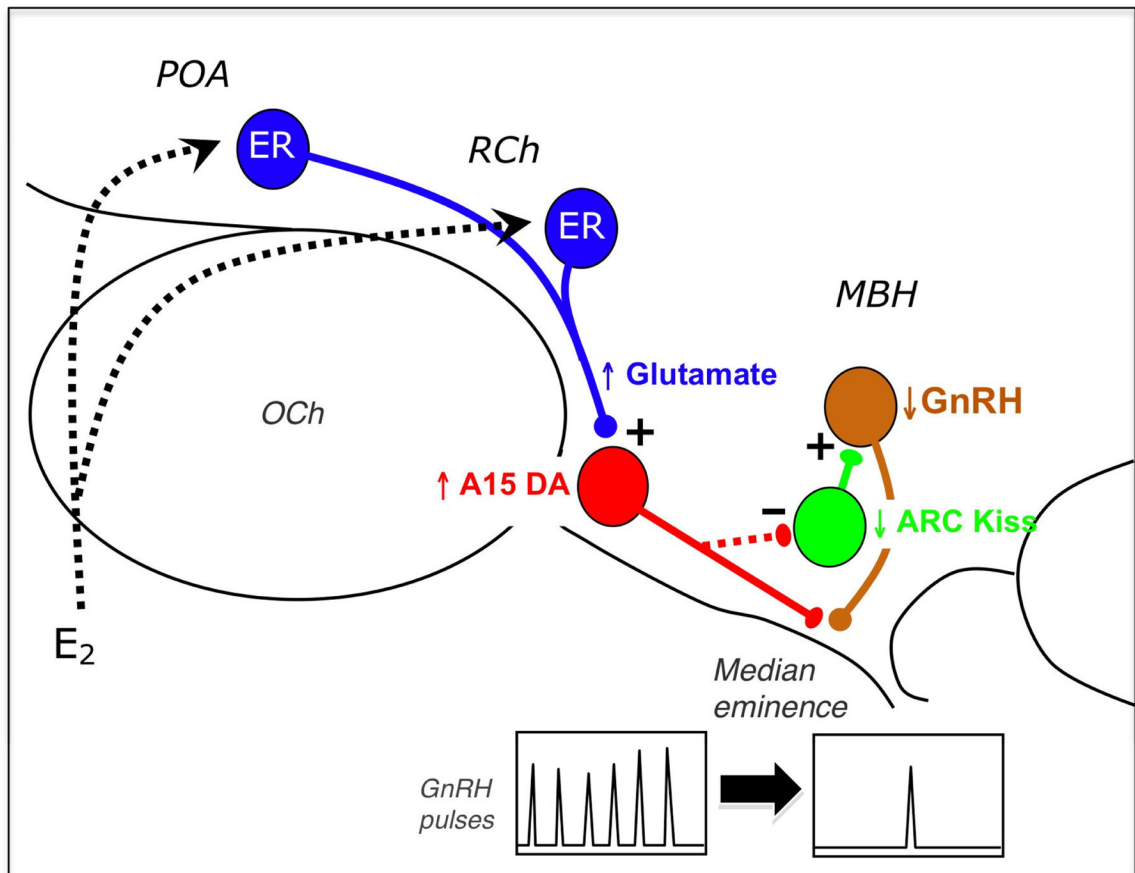 POA
ER
RCh
ER
MBH
↑ Glutamate
OCh
+
↓GnRH
+
↑ A15 DA
−
↓ ARC Kiss
E₂
Median
eminence
GnRH
pulses